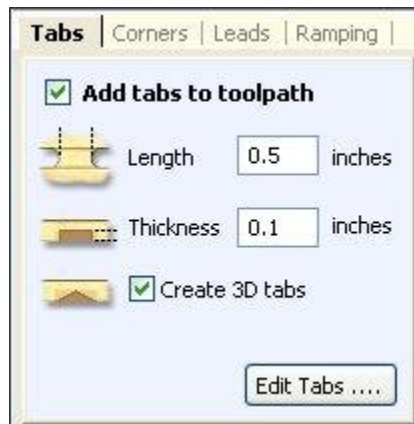 Tabs | Corners | Leads | Ramping |
Add tabs to toolpath
Length 0.5 inches
Thickness 0.1 inches
Create 3D tabs
Edit Tabs ....